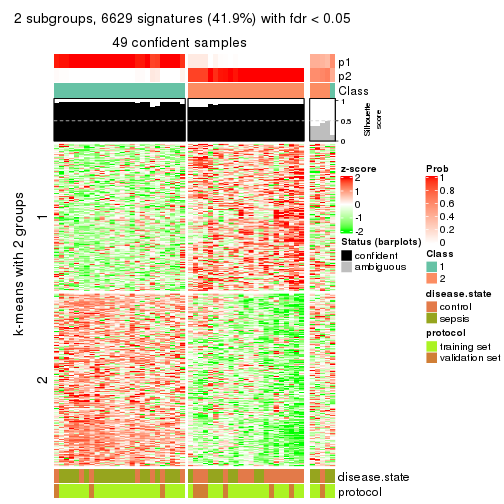 2 subgroups, 6629 signatures (41.9%) with fdr < 0.05
49 confident samples
p1
p2
Class
1
0.5
0
Silhouette
score
k-means with 2 groups
1
2
disease.state
protocol
z-score
2
1
0
-1
-2
Status (barplots)
confident
ambiguous
Prob
1
0.8
0.6
0.4
0.2
0
Class
1
2
disease.state
control
sepsis
protocol
training set
validation set